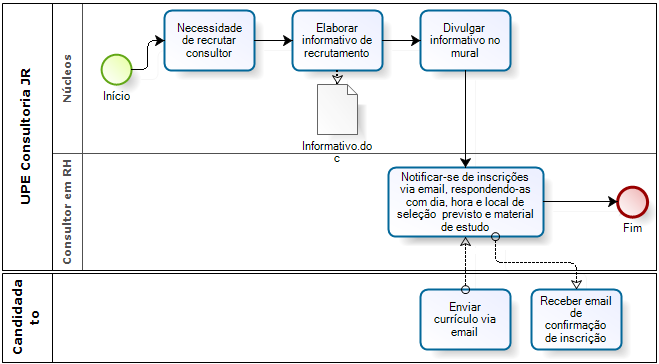 UPE Consultoria JR
Núcleos
Início
Necessidade
de recrutar
consultor
Elaborar
informativo de
recrutamento
Divulgar
informativo no
mural
Informativo.do
c
Consultor em RH
Notificar-se de inscrições
via email, respondendo-as
com dia, hora e local de
seleção previsto e material
de estudo
Fim
Candidada
to
Enviar
currículo via
email
Receber email
de
confirmação
de inscrição